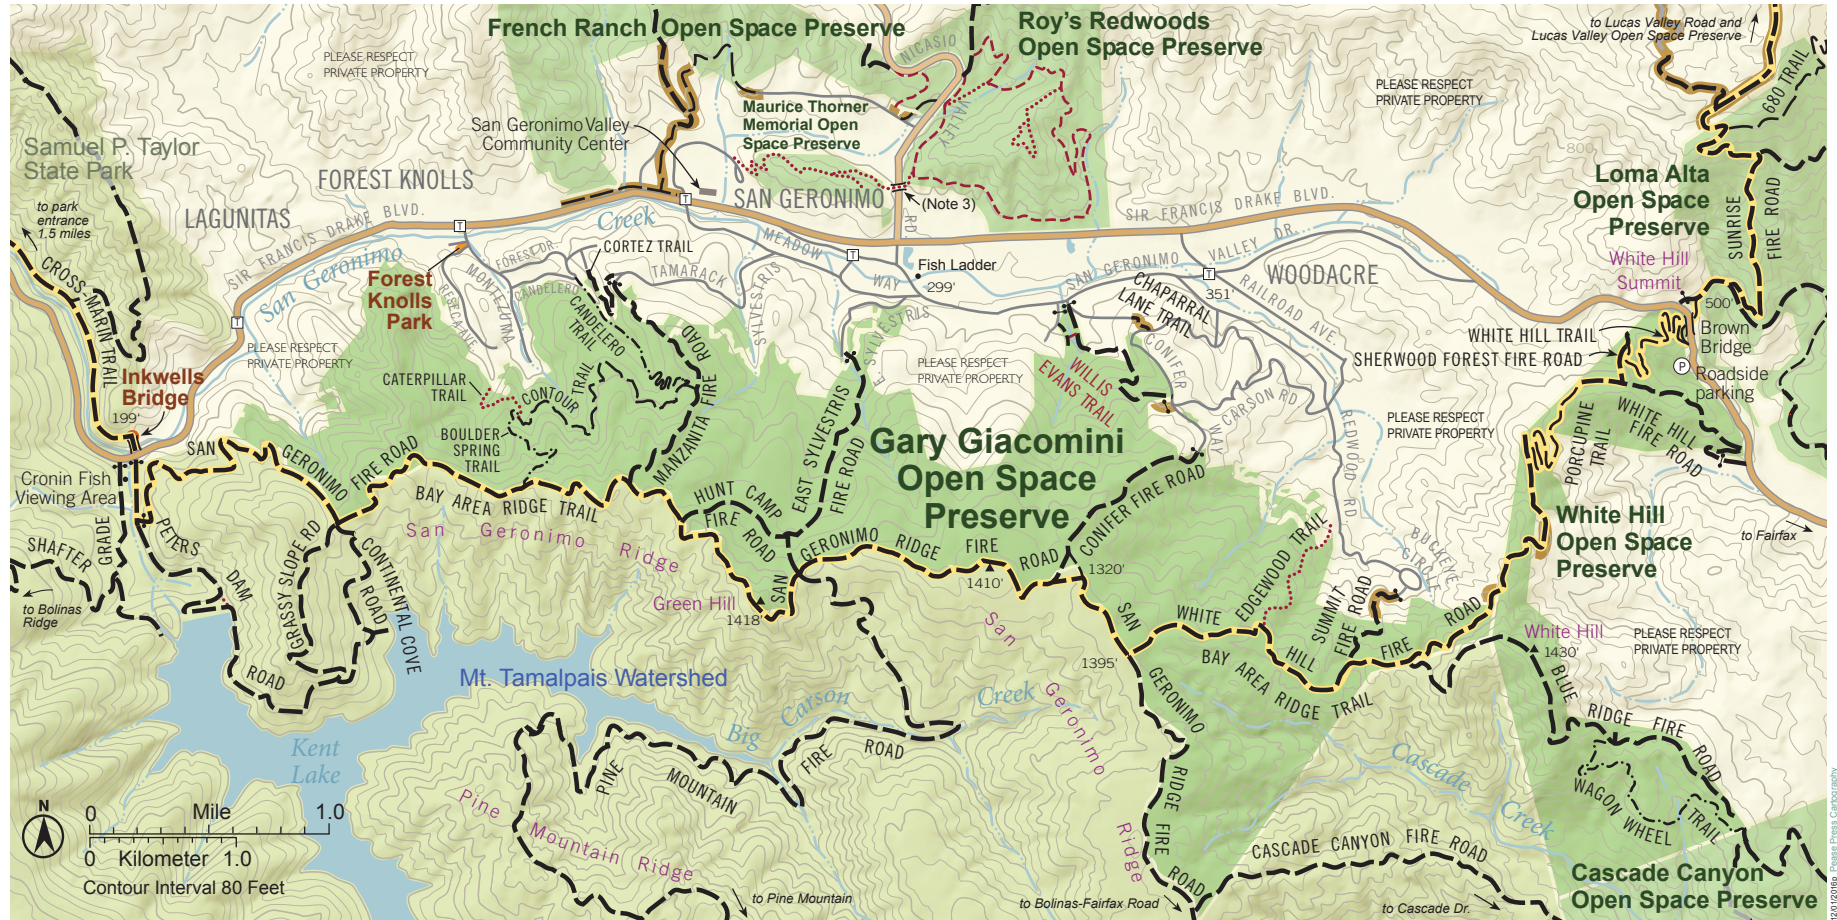 French Ranch Open Space Preserve
Roy's Redwoods
Open Space Preserve
to Lucas Valley Road and
Lucas Valley Open Space Preserve
PLEASE RESPECT
PRIVATE PROPERTY
NICASIO
VALLEY
RD.
PLEASE RESPECT
PRIVATE PROPERTY
680 TRAIL
Maurice Thorner
Memorial Open
Space Preserve
San Geronimo Valley
Community Center
Samuel P. Taylor
State Park
800
FOREST KNOLLS
SAN GERONIMO
(Note 3)
Loma Alta
Open Space
Preserve
SUNRISE
FIRE ROAD
to park
entrance
1.5 miles
LAGUNITAS
SIR FRANCIS DRAKE BLVD.
T
T
T
T
T
San Geronimo
Creek
SIR FRANCIS DRAKE BLVD.
CORTEZ TRAIL
MEADOW
WAY
SAN GERONIMO
VALLEY DR.
WOODACRE
White Hill
Summit
FOREST DR.
TAMARACK
Fish Ladder
299'
351'
RAILROAD AVE.
CROSS MARIN TRAIL
Forest
Knolls
Park
MONTEZUMA
RESACA AVE
CANDELERO
CANDELERO
TRAIL
SILVESTRIS
E. SYLVESTRIS
CHAPARRAL
LANE TRAIL
500'
Brown
Bridge
WHITE HILL TRAIL
SHERWOOD FOREST FIRE ROAD
P
Roadside
parking
PLEASE RESPECT
PRIVATE PROPERTY
Inkwells
Bridge
199'
CATERPILLAR
TRAIL
CONTOUR
TRAIL
MANZANITA FIRE
ROAD
PLEASE RESPECT
PRIVATE PROPERTY
WILLIS
EVANS TRAIL
CONIFER
WAY
CARSON RD
REDWOOD RD.
PLEASE RESPECT
PRIVATE PROPERTY
PORCUPINE
TRAIL
WHITE HILL
FIRE
ROAD
BOULDER
SPRING
TRAIL
EAST SYLVESTRIS
FIRE ROAD
Gary Giacomini
Open Space
Preserve
Cronin Fish
Viewing Area
SAN
GERONIMO
FIRE ROAD
BAY AREA RIDGE TRAIL
HUNT CAMP
FIRE
ROAD
CONIFER FIRE ROAD
White Hill
Open Space
Preserve
to Fairfax
SHAFTER
GRADE
PETERS
DAM
ROAD
GRASSY SLOPE RD
CONTINENTAL COVE
ROAD
San Geronimo Ridge
SAN
GERONIMO RIDGE FIRE ROAD
1410'
1320'
EDGEWOOD TRAIL
BUCKEYE
CIRCLE
to Bolinas
Ridge
Green Hill
1418'
SUMMIT
FIRE ROAD
WHITE
HILL
FIRE
ROAD
White Hill
1430'
PLEASE RESPECT
PRIVATE PROPERTY
1395'
BAY AREA RIDGE TRAIL
SAN
GERONIMO
RIDGE FIRE
ROAD
San Geronimo Ridge
BLUE
RIDGE FIRE
ROAD
Mt. Tamalpais Watershed
Big
Carson
Creek
Kent
Lake
PINE
MOUNTAIN
FIRE
ROAD
Cascade
Creek
WAGON WHEEL
TRAIL
Pine Mountain Ridge
CASCADE CANYON FIRE ROAD
N
0 Mile 1.0
0 Kilometer 1.0
Contour Interval 80 Feet
to Pine Mountain
to Bolinas-Fairfax Road
to Cascade Dr.
Cascade Canyon
Open Space Preserve
12/01/2016p Pease Press Cartography